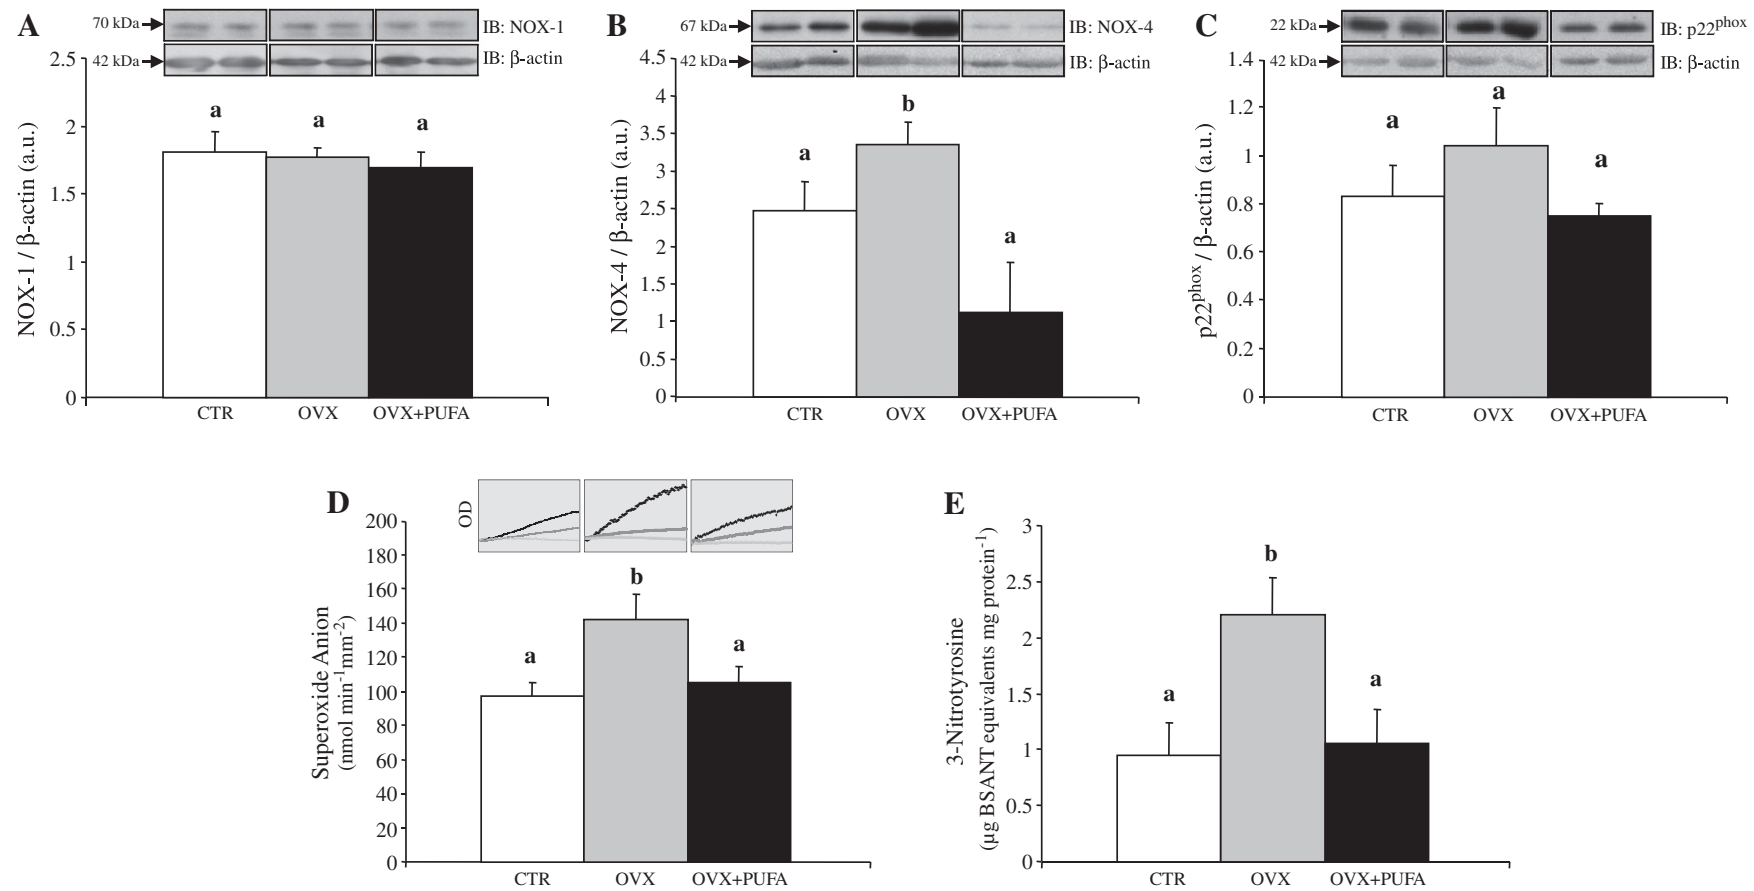 A
70 kDa
IB: NOX-1
42 kDa
IB: β-actin
NOX-1 / β-actin (a.u.)
2.5
2
1.5
1
0.5
0
a
a
a
CTR
OVX
OVX+PUFA
B
67 kDa
IB: NOX-4
42 kDa
IB: β-actin
NOX-4 / β-actin (a.u.)
4.5
4
3.5
3
2.5
2
1.5
1
0.5
0
a
b
a
CTR
OVX
OVX+PUFA
C
22 kDa
IB: p22phox
42 kDa
IB: β-actin
p22phox / β-actin (a.u.)
1.4
1.2
1
0.8
0.6
0.4
0.2
0
a
a
a
CTR
OVX
OVX+PUFA
D
OD
Superoxide Anion
(nmol min-1mm-2)
200
180
160
140
120
100
80
60
40
20
0
a
b
a
CTR
OVX
OVX+PUFA
E
3-Nitrotyrosine
(µg BSANT equivalents mg protein-1)
3
2.5
2
1.5
1
0.5
0
a
b
a
CTR
OVX
OVX+PUFA